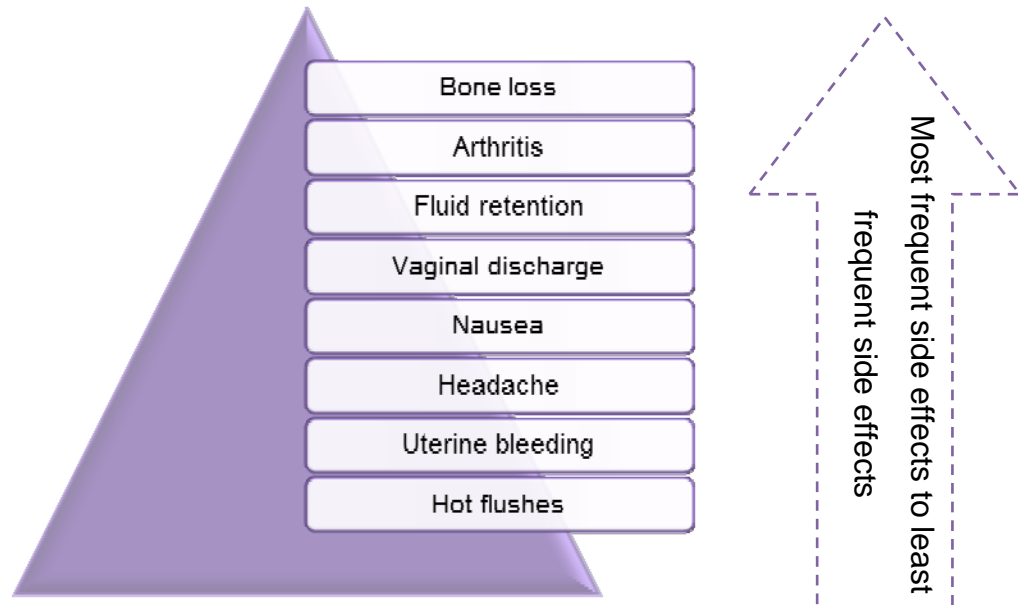 Bone loss
Arthritis
Fluid retention
Vaginal discharge
Nausea
Headache
Uterine bleeding
Hot flushes
Most frequent side effects to least
frequent side effects